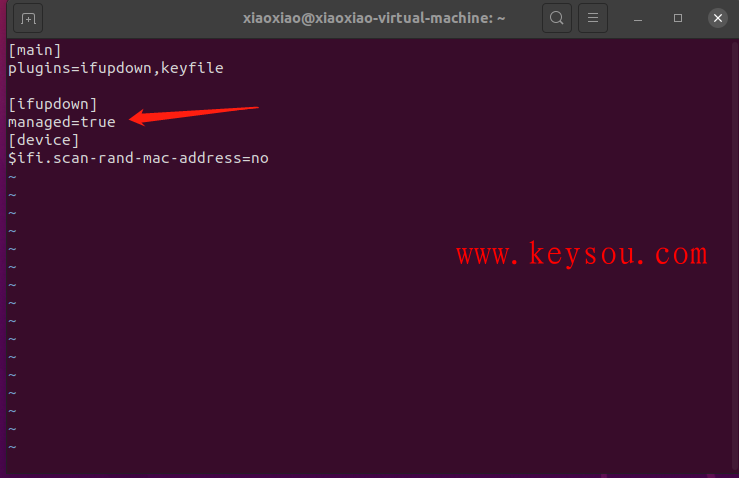 xiaoxiao@xiaoxiao-virtual-machine: ~
[main]
plugins=ifupdown,keyfile
[ifupdown]
managed=true
[device]
$ifi.scan-rand-mac-address=no
~
~
~
~
~
www.keysou.com
~
~
~
~
~
~
~
~
~
~
~